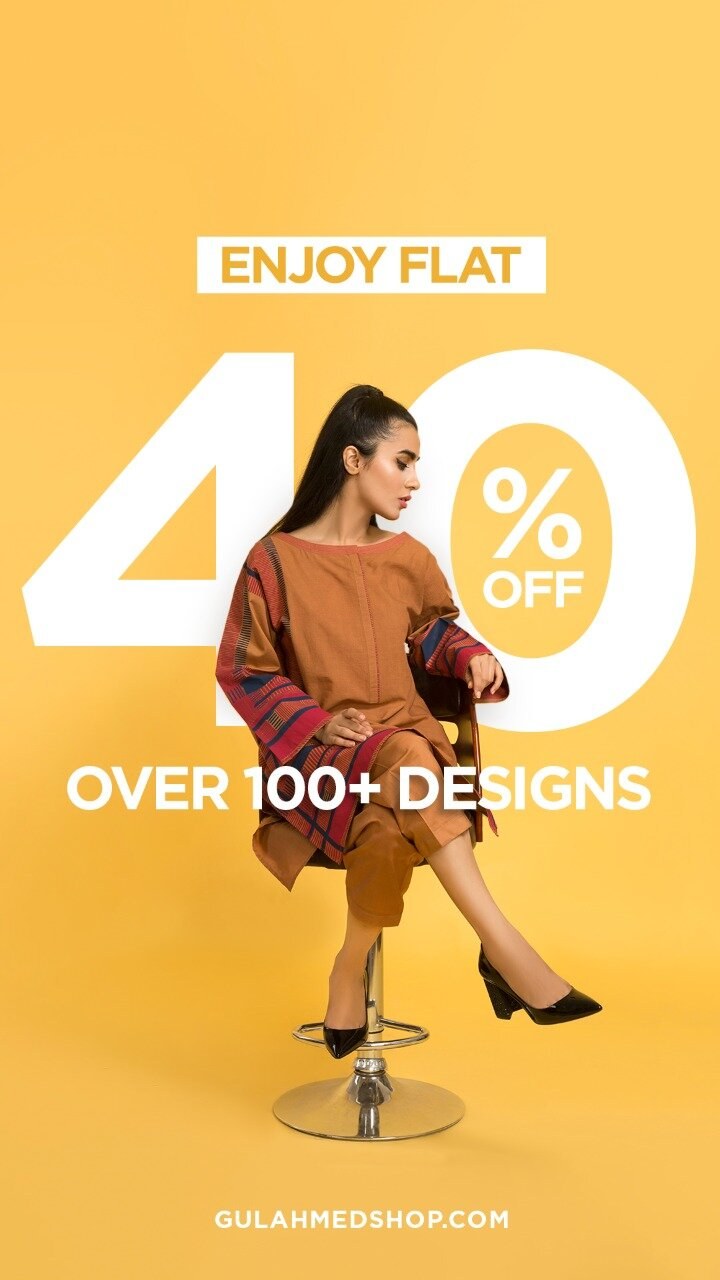 ENJOY FLAT
40
%
OFF
OVER 100+ DESIGNS
GULAHMEDSHOP.COM